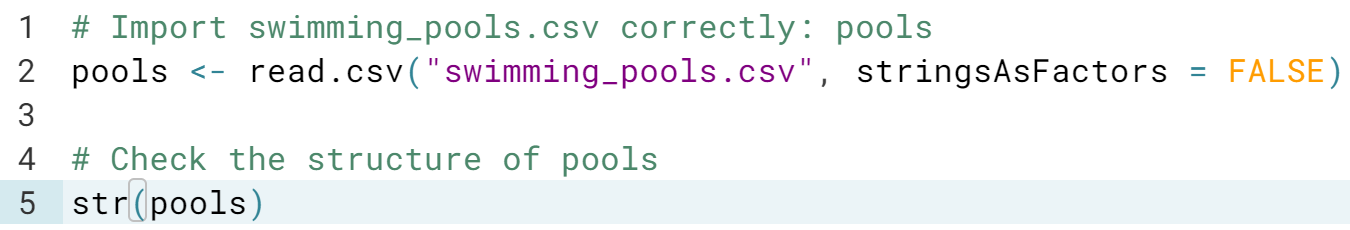 1 # Import swimming_pools.csv correctly: pools
2 pools <- read.csv("swimming_pools.csv", stringsAsFactors = FALSE)
3
4 # Check the structure of pools
5 str(pools)